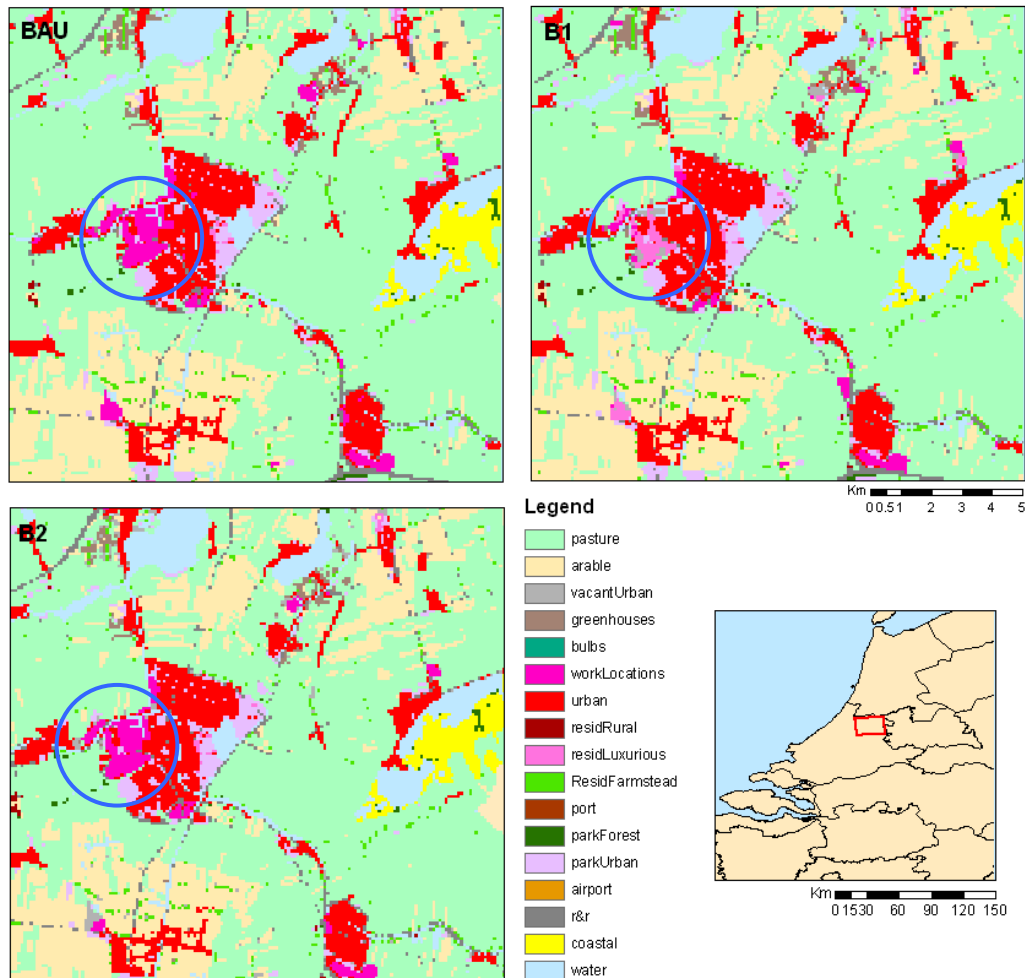 BAU
B1
Km
0 0.5 1 2 3 4 5
B2
Legend
pasture
arable
vacantUrban
greenhouses
bulbs
workLocations
urban
residRural
residLuxurious
ResidFarmstead
port
parkForest
parkUrban
airport
r&r
coastal
water
Km
0 15 30 60 90 120 150